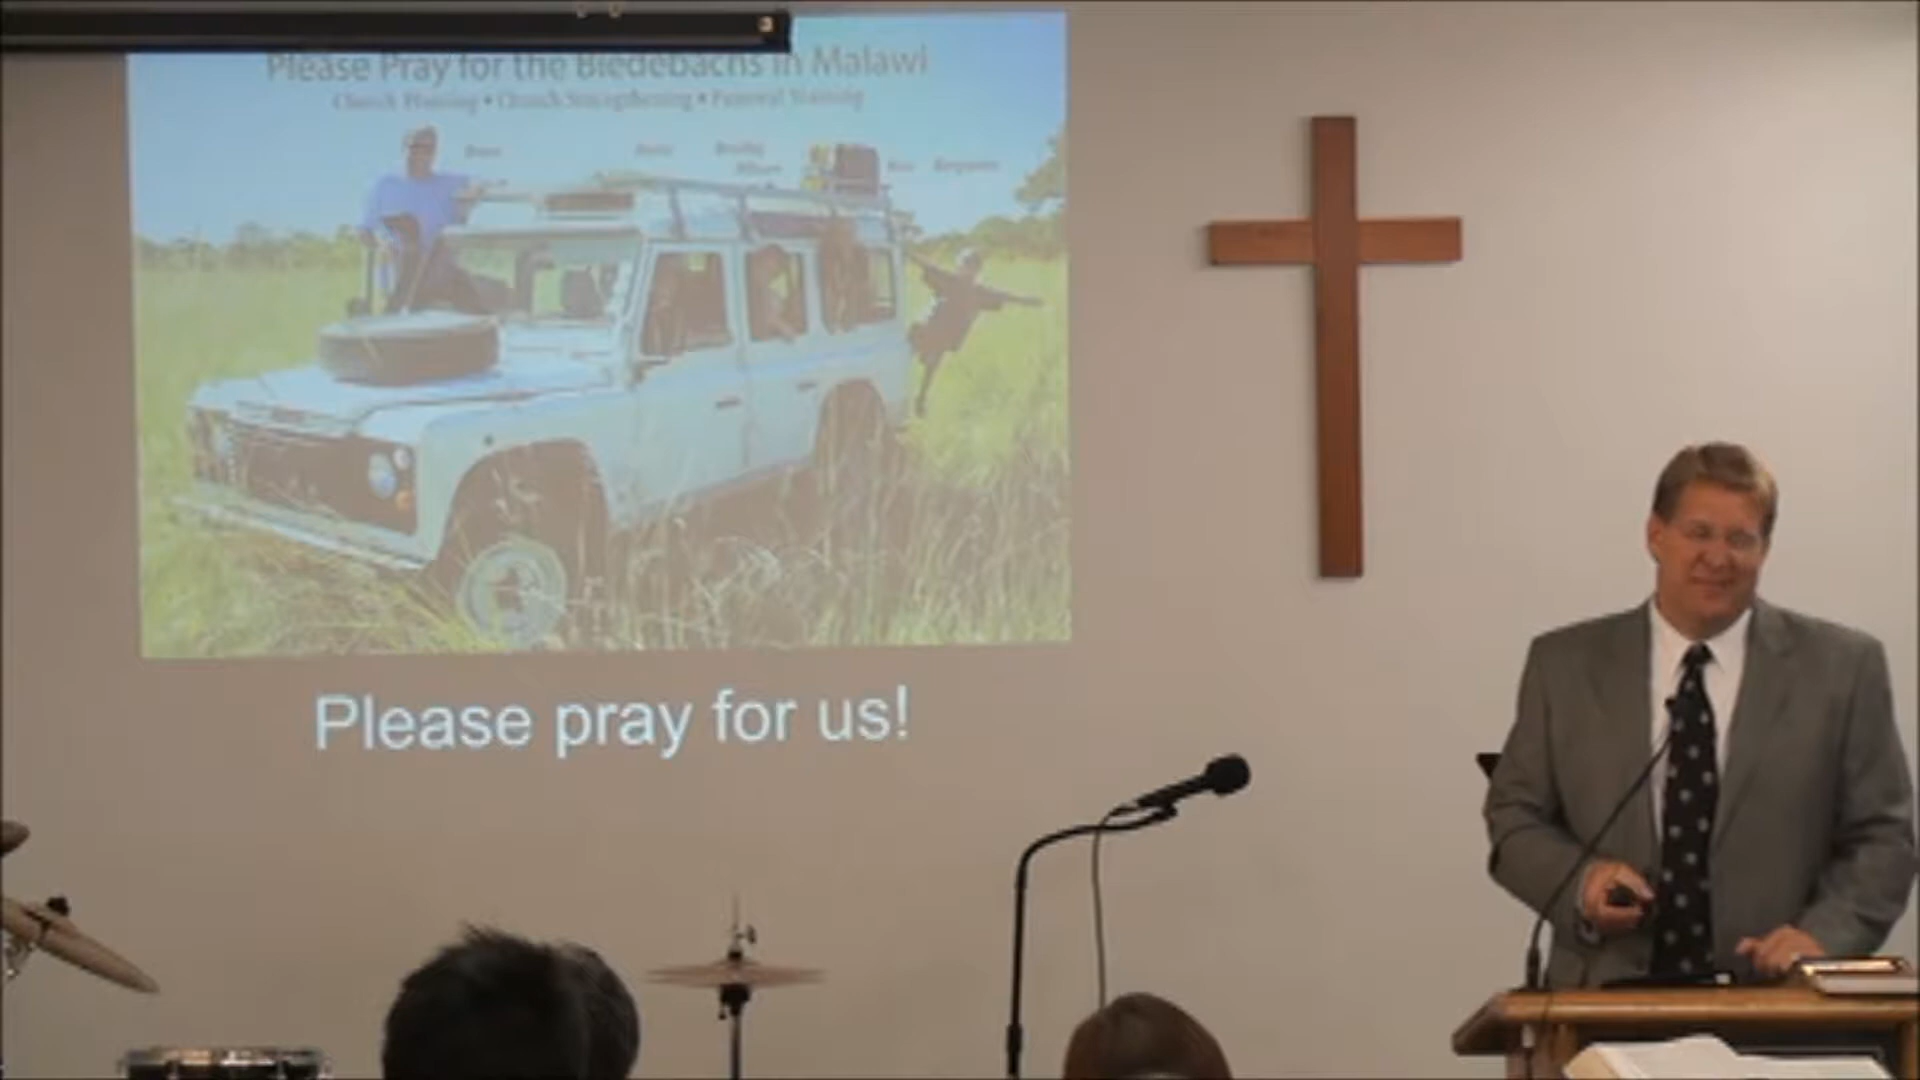 Please Pray for the Biedebachs in Malawi
Church Planting • Church Strengthening • Pastoral Training
Please pray for us!